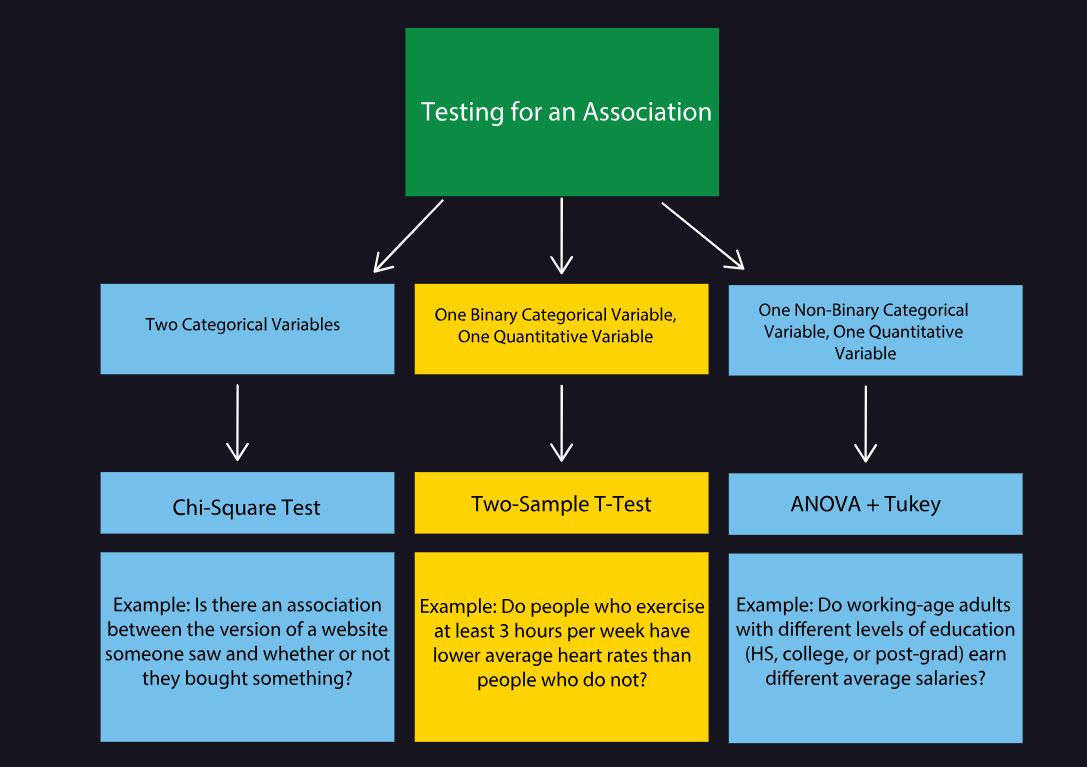 Testing for an Association
Two Categorical Variables
One Binary Categorical Variable,
One Quantitative Variable
One Non-Binary Categorical
Variable, One Quantitative
Variable
Chi-Square Test
Two-Sample T-Test
ANOVA + Tukey
Example: Is there an association
between the version of a website
someone saw and whether or not
they bought something?
Example: Do people who exercise
at least 3 hours per week have
lower average heart rates than
people who do not?
Example: Do working-age adults
with different levels of education
(HS, college, or post-grad) earn
different average salaries?